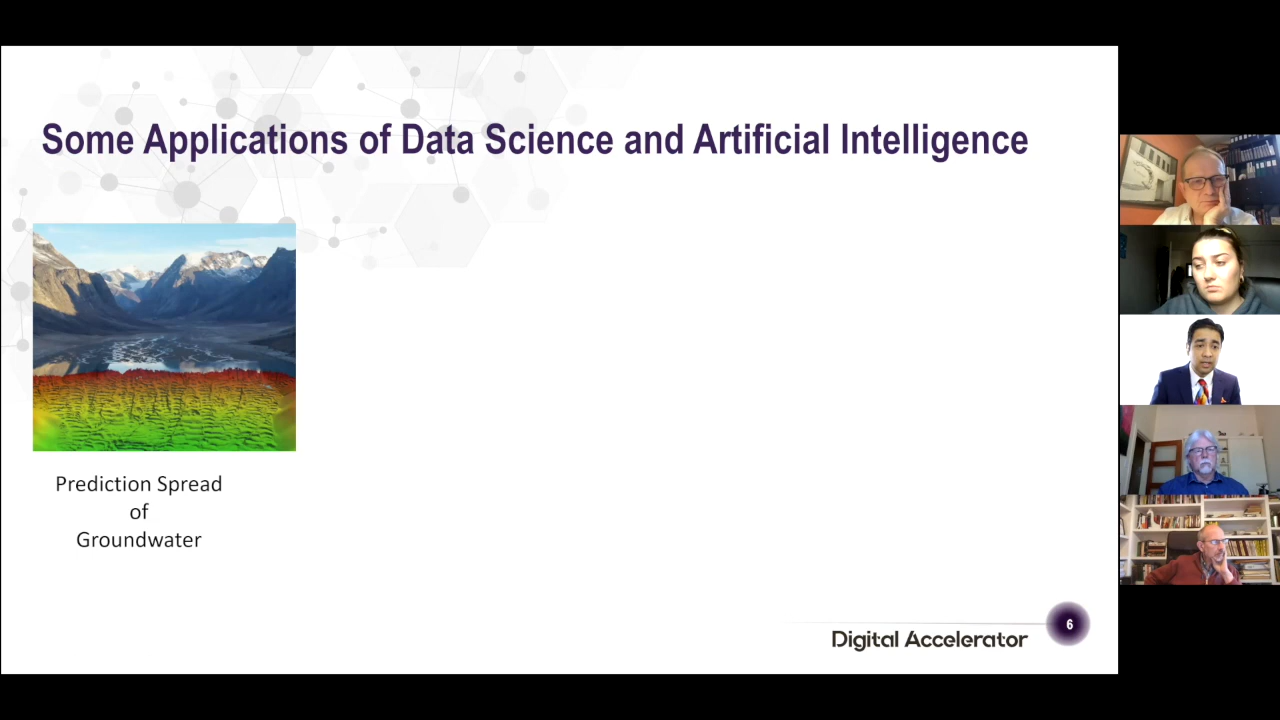 Some Applications of Data Science and Artificial Intelligence
Prediction Spread
of
Groundwater
6
Digital Accelerator